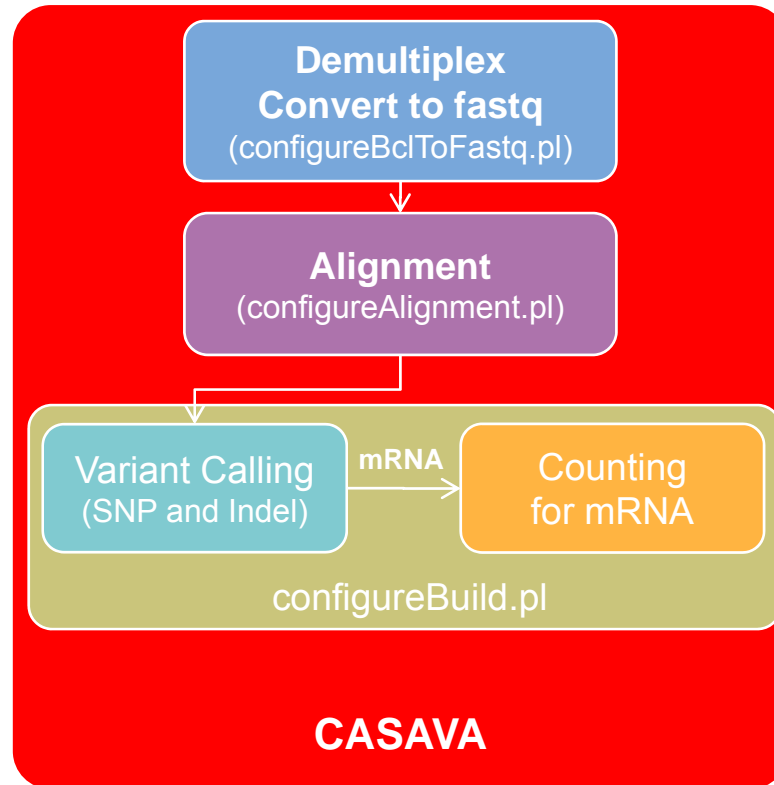 Demultiplex
Convert to fastq
(configureBclToFastq.pl)
Alignment
(configureAlignment.pl)
Variant Calling
(SNP and Indel)
mRNA
Counting
for mRNA
configureBuild.pl
CASAVA